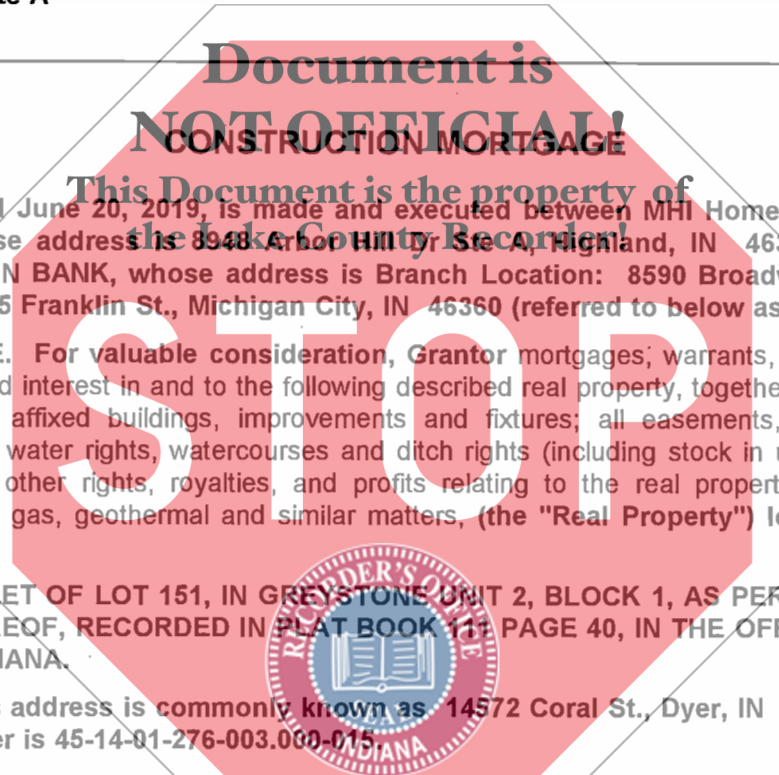 Document is
NOT OFFICIAL!
CONSTRUCTION MORTGAGE
This Document is the property of
the Lake County Recorder!
June 20, 2019, is made and executed between MHI Home
address is 8948 Arbor Hill Dr Ste A, Highland, IN 46
N BANK, whose address is Branch Location: 8590 Broadw
5 Franklin St., Michigan City, IN 46360 (referred to below as
E. For valuable consideration, Grantor mortgages, warrants,
d interest in and to the following described real property, togethe
affixed buildings, improvements and fixtures; all easements,
water rights, watercourses and ditch rights (including stock in
other rights, royalties, and profits relating to the real propert
gas, geothermal and similar matters, (the "Real Property") l
STOP
LET OF LOT 151, IN GREYSTONE UNIT 2, BLOCK 1, AS PER
EOF, RECORDED IN PLAT BOOK PAGE 40, IN THE OFF
IANA.
address is commonly known as 14572 Coral St., Dyer, IN
er is 45-14-01-276-003.000-015.
RECORDER'S OFFICE
INDIANA